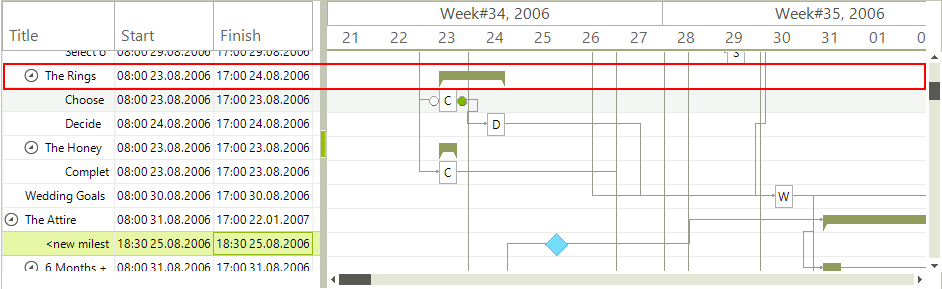 Title Start Finish Week#34, 2006 Week#35, 2006
21 22 23 24 25 26 27 28 29 30 31 01 0
Select o 08:00 29.08.2006 17:00 29.08.2006 S
The Rings 08:00 23.08.2006 17:00 24.08.2006
Choose 08:00 23.08.2006 17:00 23.08.2006 C
Decide 08:00 24.08.2006 17:00 24.08.2006 D
The Honey 08:00 23.08.2006 17:00 23.08.2006
Complet 08:00 23.08.2006 17:00 23.08.2006 C
Wedding Goals 08:00 30.08.2006 17:00 30.08.2006 W
The Attire 08:00 31.08.2006 17:00 22.01.2007
<new milest 18:30 25.08.2006 18:30 25.08.2006
6 Months + 08:00 31.08.2006 17:00 31.08.2006